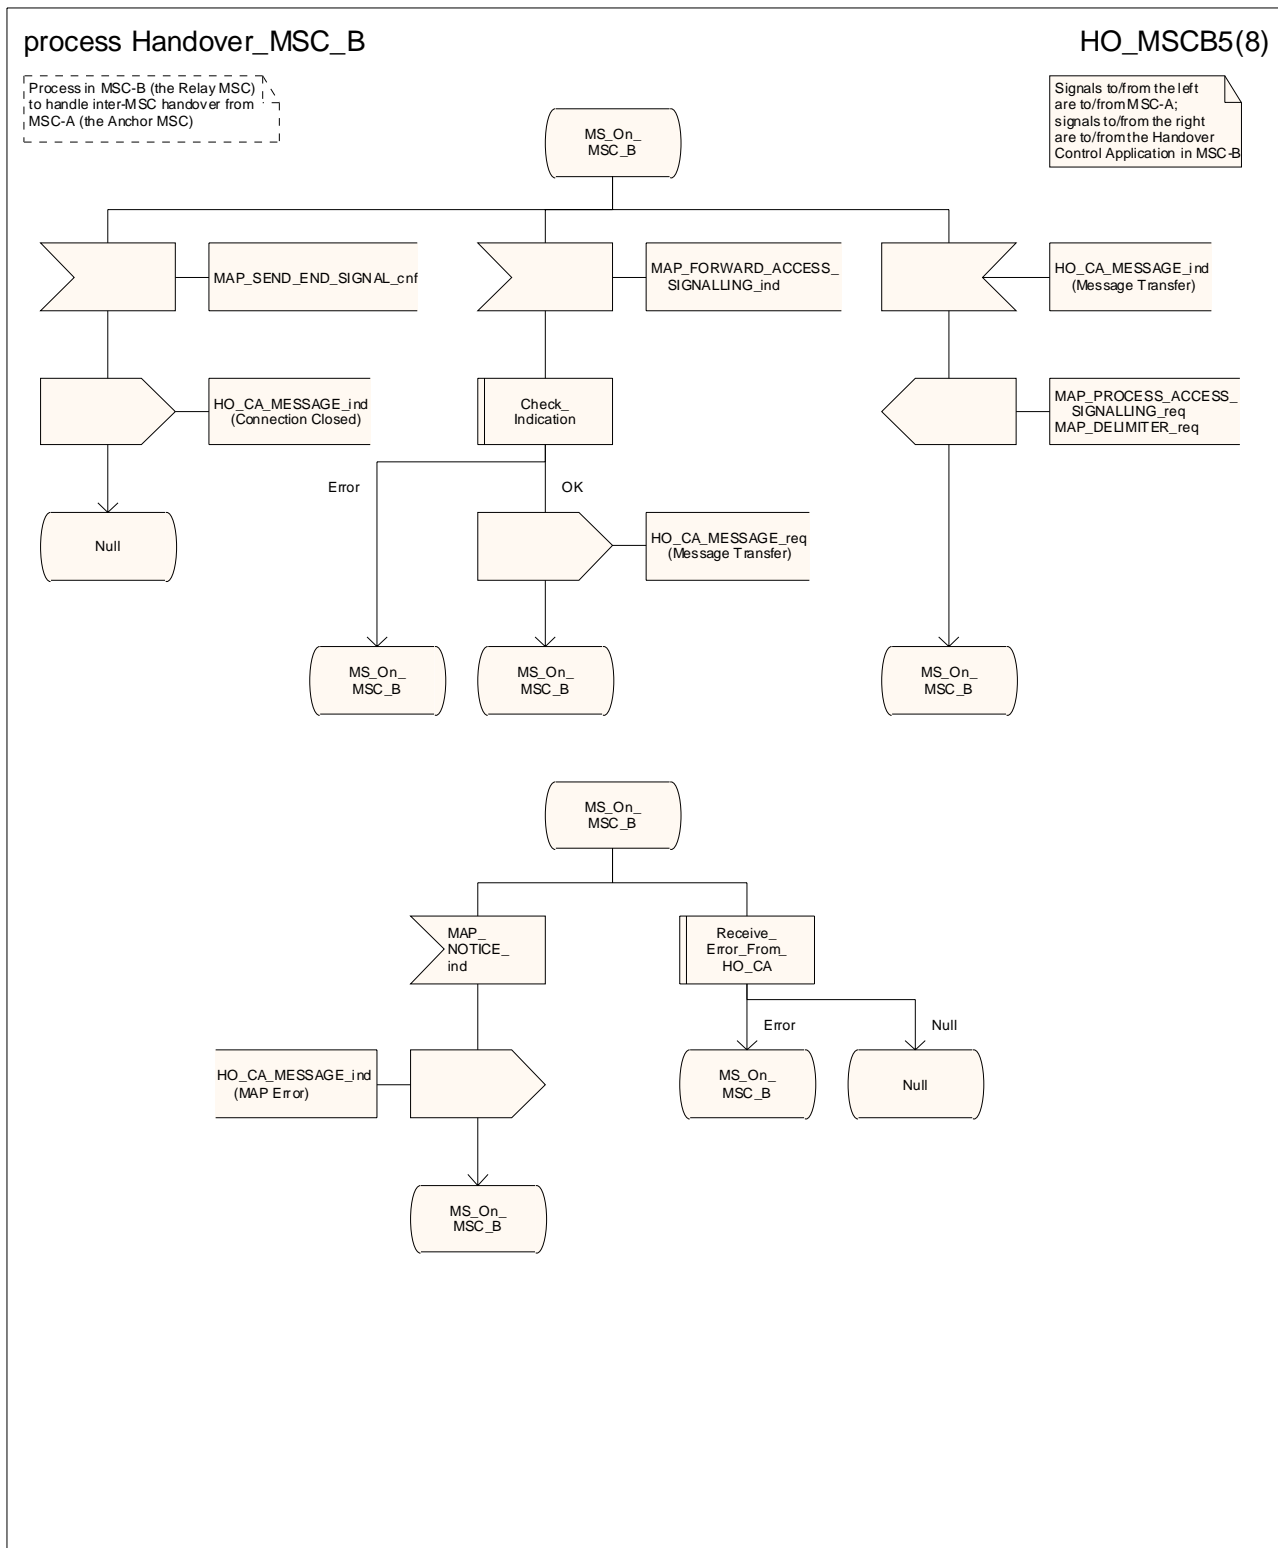 process Handover_MSC_B
HO_MSCB5(8)
Process in MSC-B (the Relay MSC)
to handle inter-MSC handover from
MSC-A (the Anchor MSC)
Signals to/from the left
are to/from MSC-A;
signals to/from the right
are to/from the Handover
Control Application in MSC-B
MS_On_
MSC_B
MAP_SEND_END_SIGNAL_cnf
MAP_FORWARD_ACCESS_
SIGNALLING_ind
HO_CA_MESSAGE_ind
(Message Transfer)
HO_CA_MESSAGE_ind
(Connection Closed)
Check_
Indication
MAP_PROCESS_ACCESS_
SIGNALLING_req
MAP_DELIMITER_req
Error
OK
Null
HO_CA_MESSAGE_req
(Message Transfer)
MS_On_
MSC_B
MS_On_
MSC_B
MS_On_
MSC_B
MS_On_
MSC_B
MAP_
NOTICE_
ind
Receive_
Error_From_
HO_CA
Error
Null
HO_CA_MESSAGE_ind
(MAP Error)
MS_On_
MSC_B
Null
MS_On_
MSC_B